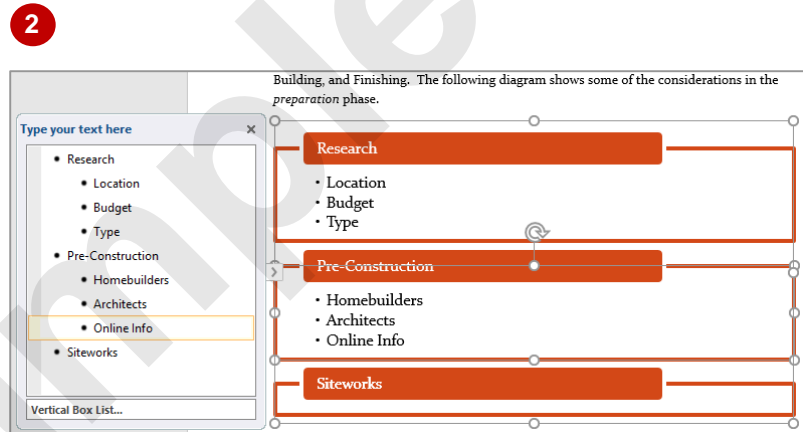 2
Building, and Finishing. The following diagram shows some of the considerations in the
preparation phase.
Type your text here
• Research
• Location
• Budget
• Type
• Pre-Construction
• Homebuilders
• Architects
• Online Info
• Siteworks
Vertical Box List...
Research
• Location
• Budget
• Type
Pre-Construction
• Homebuilders
• Architects
• Online Info
Siteworks